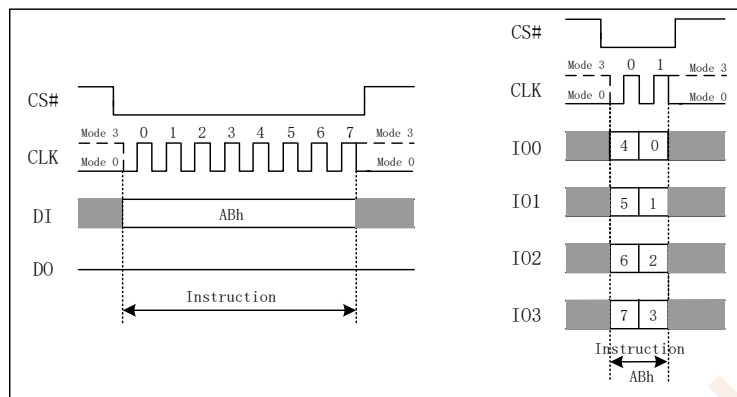 CS#
Mode 3 0 1 2 3 4 5 6 7 Mode 3
CLK
Mode 0 Mode 0
DI ABh
DO
Instruction
CS#
Mode 3 0 1 Mode 3
CLK
Mode 0 Mode 0
IO0 4 0
IO1 5 1
IO2 6 2
IO3 7 3
Instruction
ABh